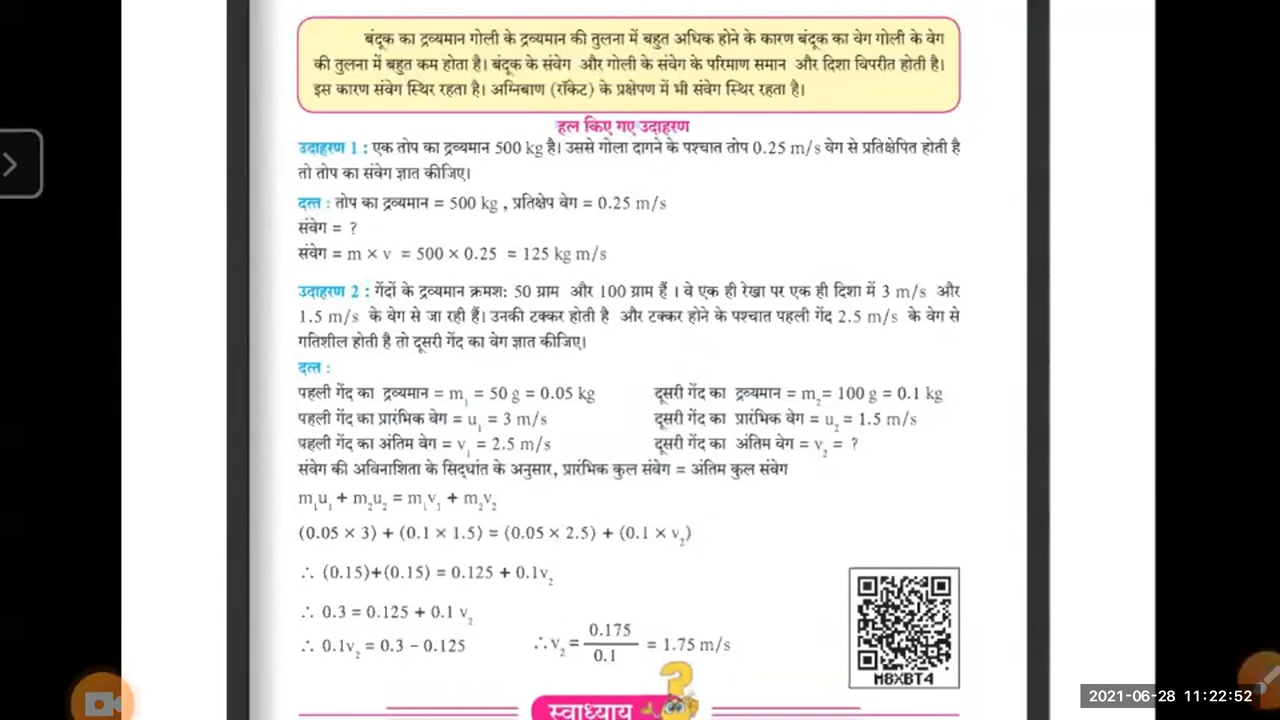 बंदूक का द्रव्यमान गोली के द्रव्यमान की तुलना में बहुत अधिक होने के कारण बंदूक का वेग गोली के वेग
की तुलना में बहुत कम होता है। बंदूक के संवेग और गोली के संवेग के परिमाण समान और दिशा विपरीत होती है।
इस कारण संवेग स्थिर रहता है। अग्निबाण (रॉकेट) के प्रक्षेपण में भी संवेग स्थिर रहता है।
हल किए गए उदाहरण
उदाहरण 1 : एक तोप का द्रव्यमान 500 kg है। उससे गोला दागने के पश्चात तोप 0.25 m/s वेग से प्रतिक्षेपित होती है
तो तोप का संवेग ज्ञात कीजिए।
दत्त : तोप का द्रव्यमान = 500 kg , प्रतिक्षेप वेग = 0.25 m/s
संवेग = ?
संवेग = m × v = 500 × 0.25 = 125 kg m/s
उदाहरण 2 : गेंदों के द्रव्यमान क्रमश: 50 ग्राम और 100 ग्राम हैं । वे एक ही रेखा पर एक ही दिशा में 3 m/s और
1.5 m/s के वेग से जा रही हैं। उनकी टक्कर होती है और टक्कर होने के पश्चात पहली गेंद 2.5 m/s के वेग से
गतिशील होती है तो दूसरी गेंद का वेग ज्ञात कीजिए।
दत्त :
पहली गेंद का द्रव्यमान = m₁ = 50 g = 0.05 kg दूसरी गेंद का द्रव्यमान = m₂ = 100 g = 0.1 kg
पहली गेंद का प्रारंभिक वेग = u₁ = 3 m/s दूसरी गेंद का प्रारंभिक वेग = u₂ = 1.5 m/s
पहली गेंद का अंतिम वेग = v₁ = 2.5 m/s दूसरी गेंद का अंतिम वेग = v₂ = ?
संवेग की अविनाशिता के सिद्धांत के अनुसार, प्रारंभिक कुल संवेग = अंतिम कुल संवेग
m₁u₁ + m₂u₂ = m₁v₁ + m₂v₂
(0.05 × 3) + (0.1 × 1.5) = (0.05 × 2.5) + (0.1 × v₂)
∴ (0.15)+(0.15) = 0.125 + 0.1v₂
∴ 0.3 = 0.125 + 0.1 v₂
∴ 0.1v₂ = 0.3 – 0.125 ∴v₂ = 0.175 / 0.1 = 1.75 m/s
H8XBT4
स्वाध्याय
2021-06-28 11:22:52